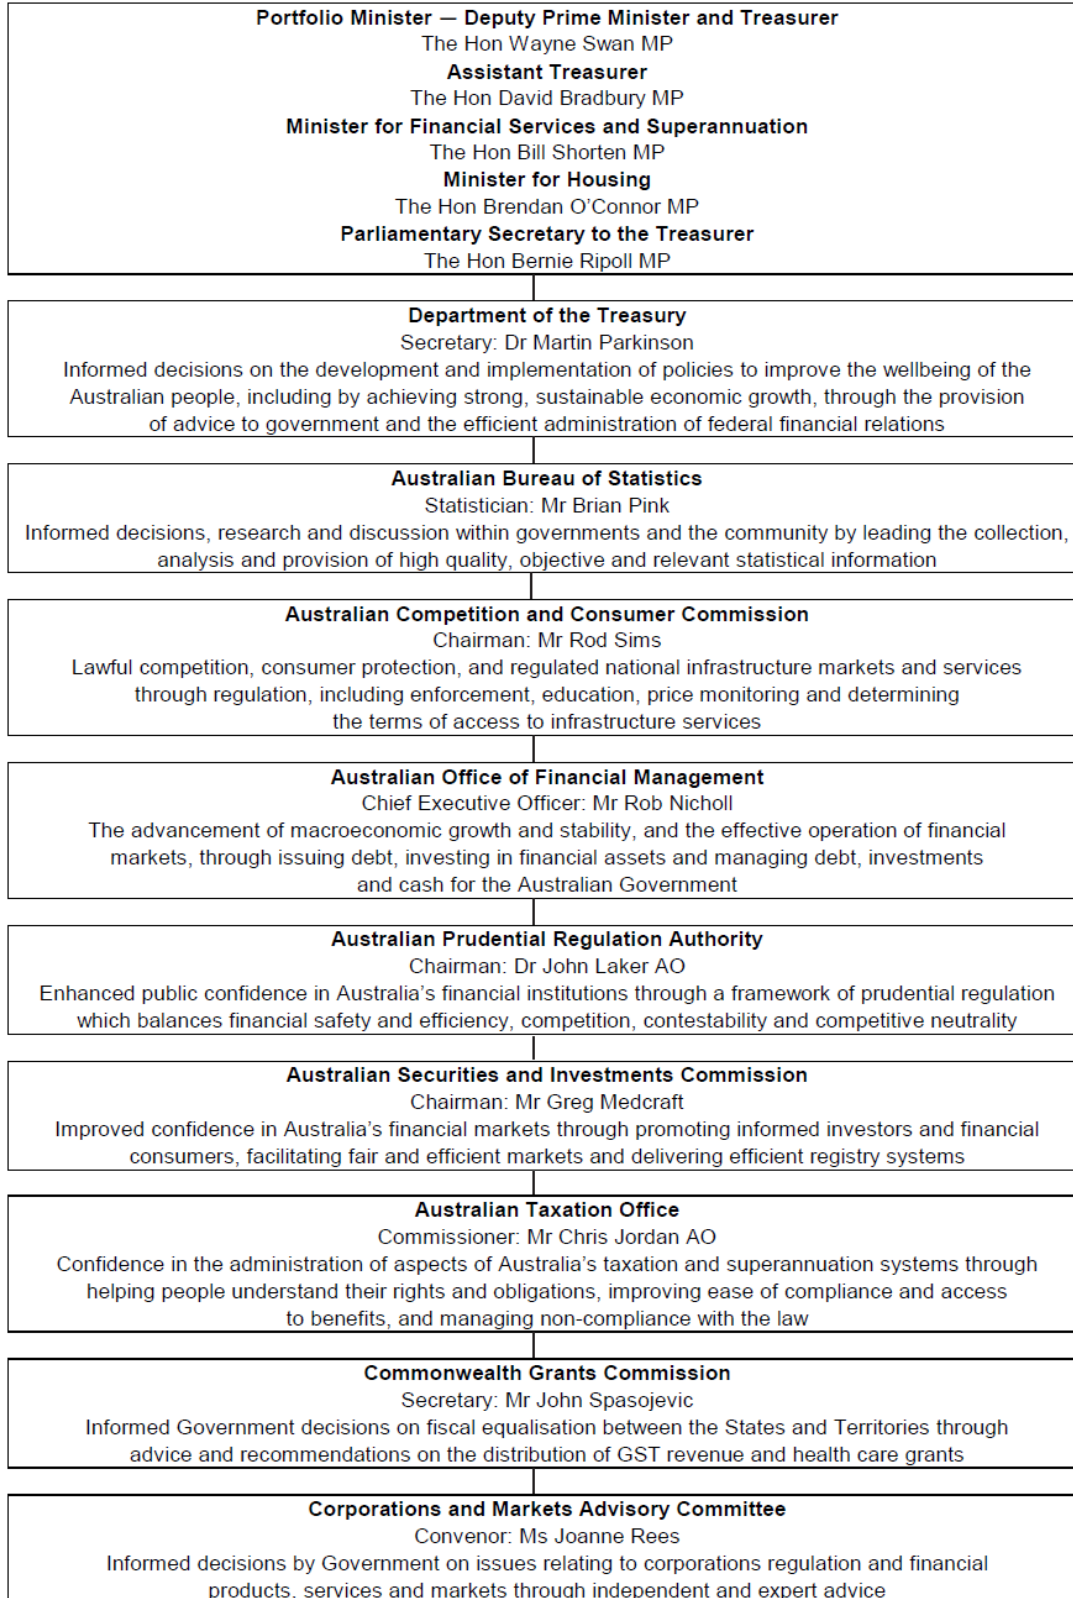 Portfolio Minister — Deputy Prime Minister and Treasurer
The Hon Wayne Swan MP
Assistant Treasurer
The Hon David Bradbury MP
Minister for Financial Services and Superannuation
The Hon Bill Shorten MP
Minister for Housing
The Hon Brendan O’Connor MP
Parliamentary Secretary to the Treasurer
The Hon Bernie Ripoll MP
Department of the Treasury
Secretary: Dr Martin Parkinson
Informed decisions on the development and implementation of policies to improve the wellbeing of the
Australian people, including by achieving strong, sustainable economic growth, through the provision
of advice to government and the efficient administration of federal financial relations
Australian Bureau of Statistics
Statistician: Mr Brian Pink
Informed decisions, research and discussion within governments and the community by leading the collection,
analysis and provision of high quality, objective and relevant statistical information
Australian Competition and Consumer Commission
Chairman: Mr Rod Sims
Lawful competition, consumer protection, and regulated national infrastructure markets and services
through regulation, including enforcement, education, price monitoring and determining
the terms of access to infrastructure services
Australian Office of Financial Management
Chief Executive Officer: Mr Rob Nicholl
The advancement of macroeconomic growth and stability, and the effective operation of financial
markets, through issuing debt, investing in financial assets and managing debt, investments
and cash for the Australian Government
Australian Prudential Regulation Authority
Chairman: Dr John Laker AO
Enhanced public confidence in Australia’s financial institutions through a framework of prudential regulation
which balances financial safety and efficiency, competition, contestability and competitive neutrality
Australian Securities and Investments Commission
Chairman: Mr Greg Medcraft
Improved confidence in Australia’s financial markets through promoting informed investors and financial
consumers, facilitating fair and efficient markets and delivering efficient registry systems
Australian Taxation Office
Commissioner: Mr Chris Jordan AO
Confidence in the administration of aspects of Australia’s taxation and superannuation systems through
helping people understand their rights and obligations, improving ease of compliance and access
to benefits, and managing non-compliance with the law
Commonwealth Grants Commission
Secretary: Mr John Spasojevic
Informed Government decisions on fiscal equalisation between the States and Territories through
advice and recommendations on the distribution of GST revenue and health care grants
Corporations and Markets Advisory Committee
Convenor: Ms Joanne Rees
Informed decisions by Government on issues relating to corporations regulation and financial
products, services and markets through independent and expert advice